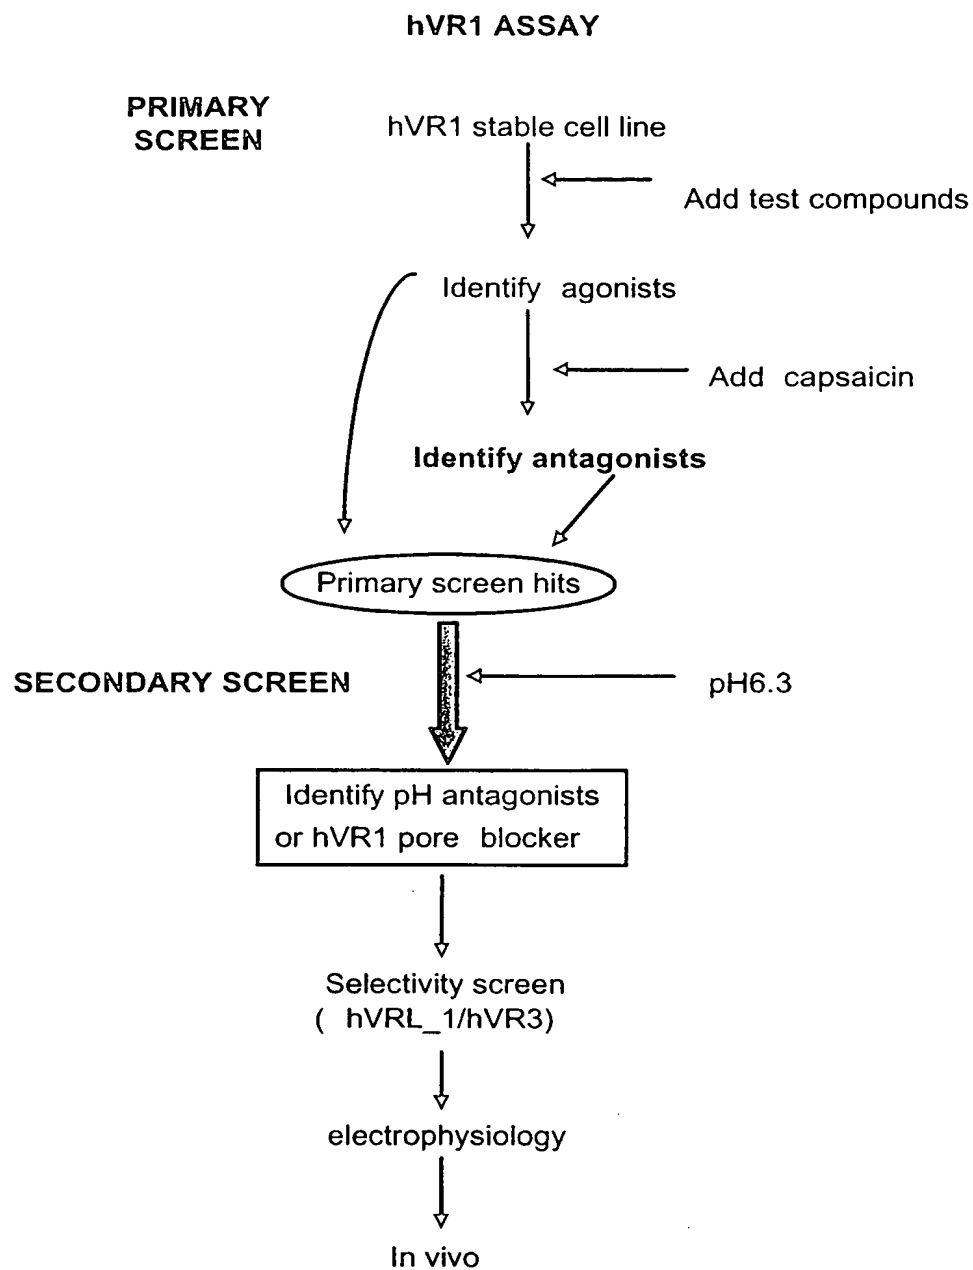 hVR1 ASSAY
PRIMARY
SCREEN
hVR1 stable cell line
Add test compounds
Identify agonists
Add capsaicin
Identify antagonists
Primary screen hits
SECONDARY SCREEN
pH6.3
Identify pH antagonists
or hVR1 pore blocker
Selectivity screen
( hVRL_1/hVR3)
electrophysiology
In vivo